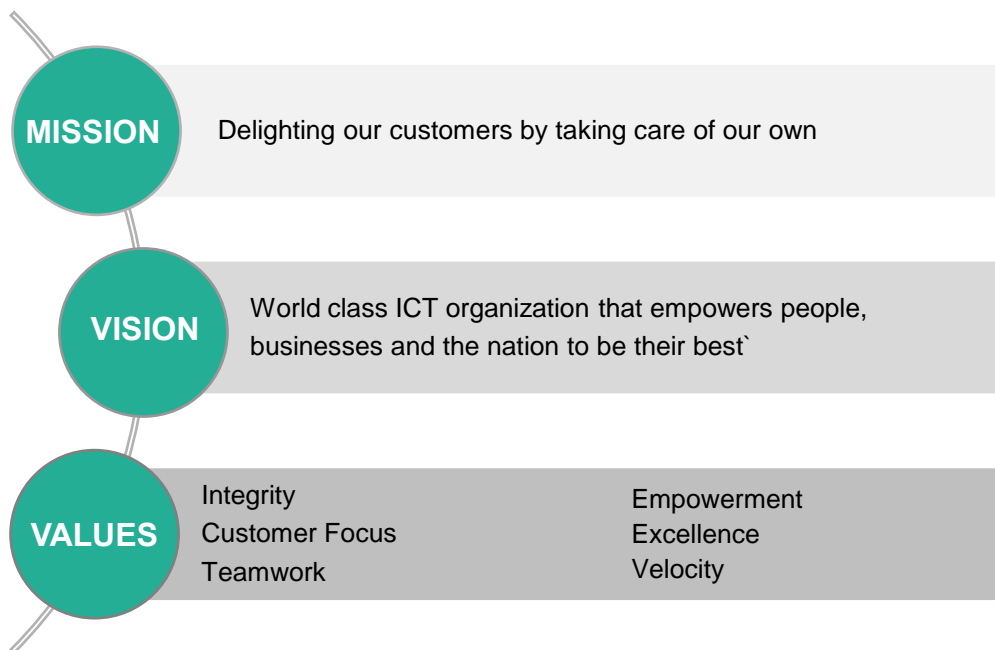 MISSION
Delighting our customers by taking care of our own
VISION
World class ICT organization that empowers people,
businesses and the nation to be their best`
VALUES
Integrity
Customer Focus
Teamwork
Empowerment
Excellence
Velocity